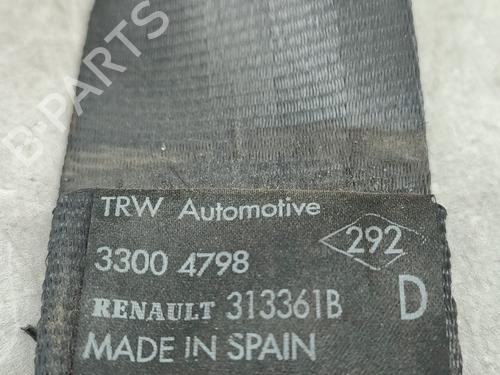 B-PARTS
TRW Automotive
292
3300 4798
RENAULT 313361B
D
MADE IN SPAIN